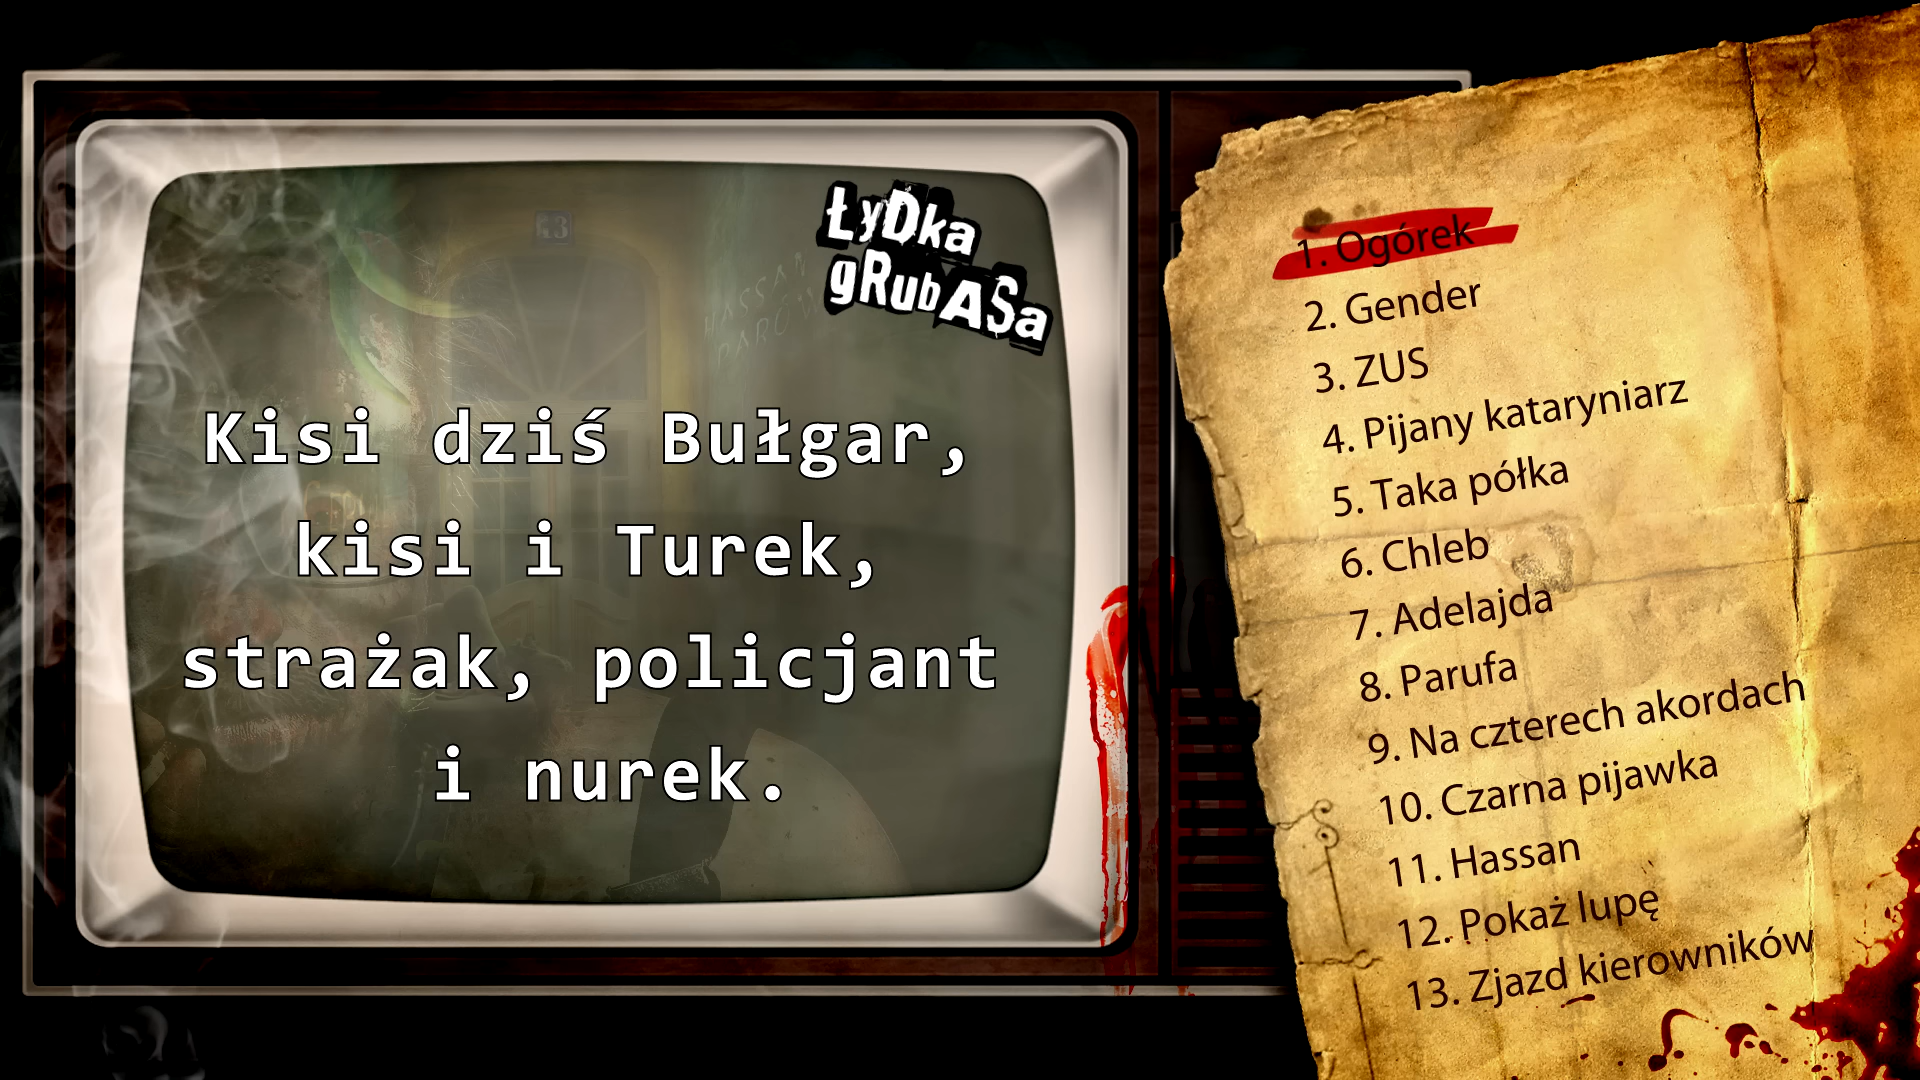 ŁyDka
gRubASa
Kisi dziś Bułgar,
kisi i Turek,
strażak, policjant
i nurek.
1. Ogórek
2. Gender
3. ZUS
4. Pijany kataryniarz
5. Taka półka
6. Chleb
7. Adelajda
8. Parufa
9. Na czterech akordach
10. Czarna pijawka
11. Hassan
12. Pokaż lupę
13. Zjazd kierowników